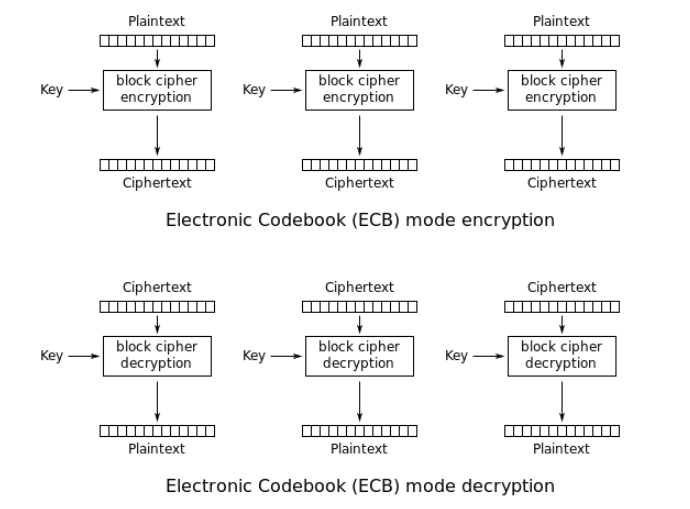 Plaintext Plaintext Plaintext
Key block cipher encryption Key block cipher encryption Key block cipher encryption
Ciphertext Ciphertext Ciphertext
Electronic Codebook (ECB) mode encryption
Ciphertext Ciphertext Ciphertext
Key block cipher decryption Key block cipher decryption Key block cipher decryption
Plaintext Plaintext Plaintext
Electronic Codebook (ECB) mode decryption